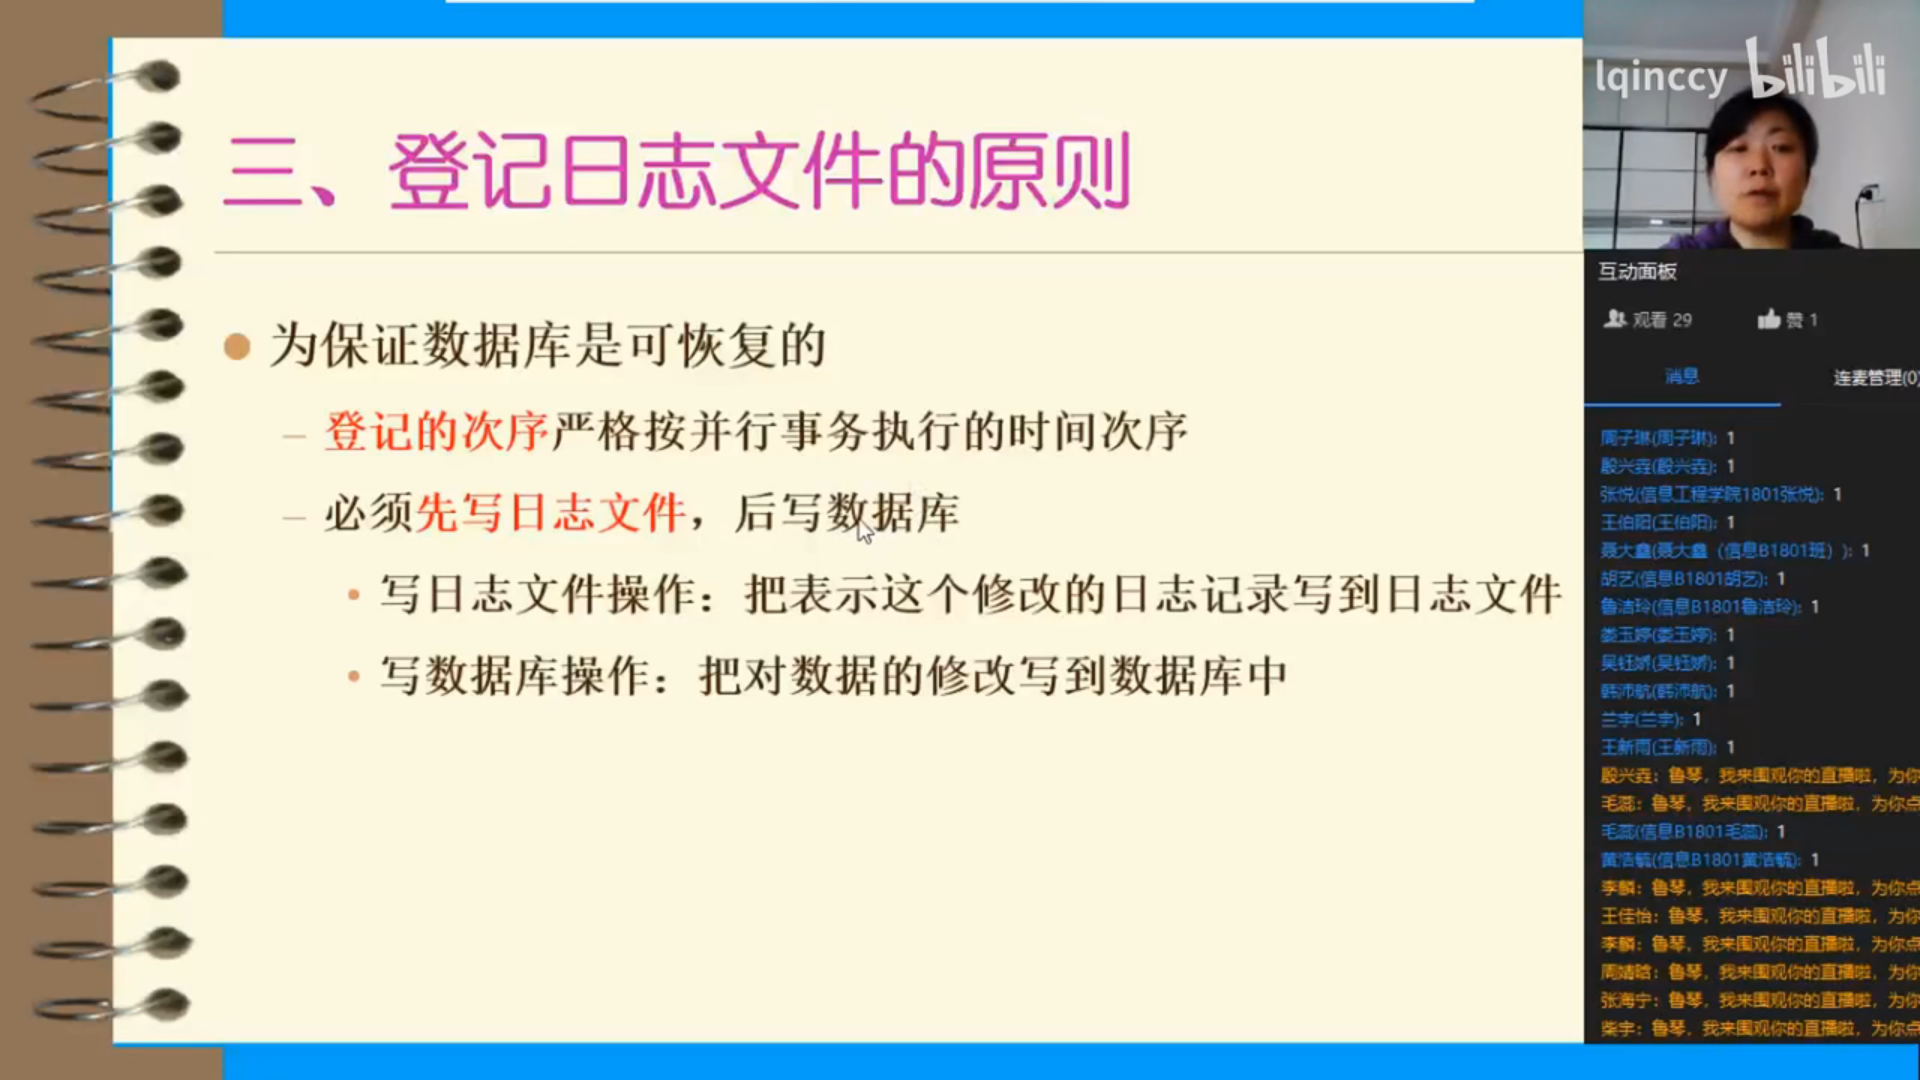 三、登记日志文件的原则
为保证数据库是可恢复的
– 登记的次序严格按并行事务执行的时间次序
– 必须先写日志文件，后写数据库
• 写日志文件操作：把表示这个修改的日志记录写到日志文件
• 写数据库操作：把对数据的修改写到数据库中
lqinccy bilibili
互动面板
观看 29 赞 1
消息 连麦管理(0)
周子琳(周子琳): 1
殷兴垚(殷兴垚): 1
张悦(信息工程学院1801张悦): 1
王伯阳(王伯阳): 1
聂大鑫(聂大鑫（信息B1801班）): 1
胡艺(信息B1801胡艺): 1
鲁洁玲(信息B1801鲁洁玲): 1
娄玉婷(娄玉婷): 1
吴钰娇(吴钰娇): 1
韩沛航(韩沛航): 1
兰宇(兰宇): 1
王新雨(王新雨): 1
殷兴垚: 鲁琴，我来围观你的直播啦，为你
毛蕊: 鲁琴，我来围观你的直播啦，为你点
毛蕊(信息B1801毛蕊): 1
黄浩毓(信息B1801黄浩毓): 1
李麟: 鲁琴，我来围观你的直播啦，为你点
王佳怡: 鲁琴，我来围观你的直播啦，为你
李麟: 鲁琴，我来围观你的直播啦，为你点
周婧晗: 鲁琴，我来围观你的直播啦，为你
张海宁: 鲁琴，我来围观你的直播啦，为你
柴宇: 鲁琴，我来围观你的直播啦，为你点